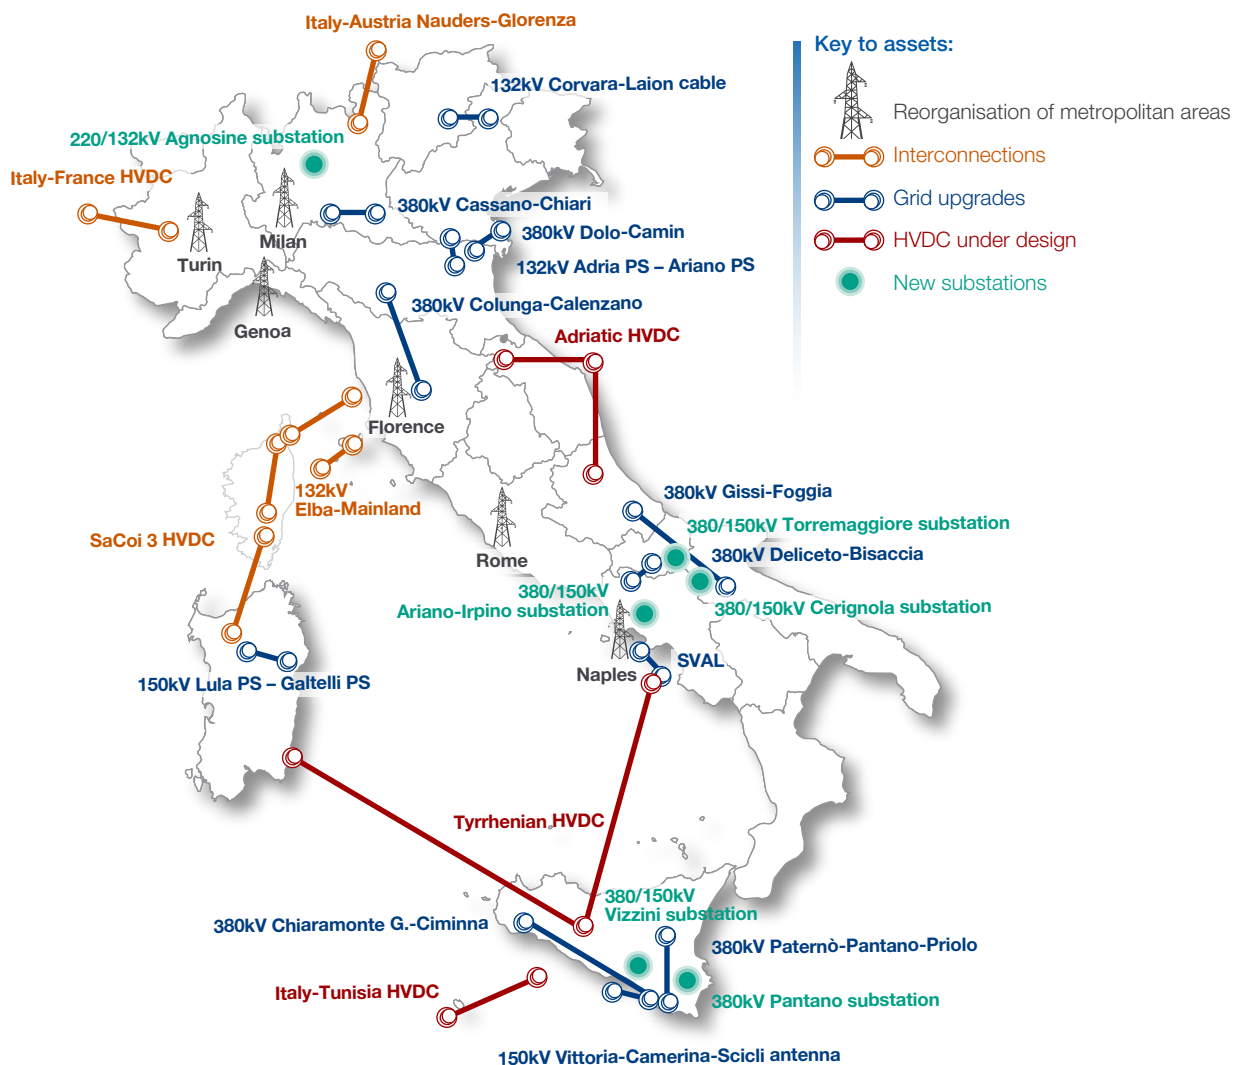 Italy-Austria Nauders-Glorenza
Key to assets:
132kV Corvara-Laion cable
Reorganisation of metropolitan areas
220/132kV Agnosine substation
Interconnections
Italy-France HVDC
Grid upgrades
380kV Cassano-Chiari
380kV Dolo-Camin
HVDC under design
Milan
Turin
132kV Adria PS – Ariano PS
New substations
380kV Colunga-Calenzano
Genoa
Adriatic HVDC
Florence
132kV
Elba-Mainland
380kV Gissi-Foggia
380/150kV Torremaggiore substation
SaCoi 3 HVDC
380kV Deliceto-Bisaccia
Rome
380/150kV
Ariano-Irpino substation
380/150kV Cerignola substation
SVAL
Naples
150kV Lula PS – Galtelli PS
Tyrrhenian HVDC
380/150kV
Vizzini substation
380kV Chiaramonte G.-Ciminna
380kV Paternò-Pantano-Priolo
Italy-Tunisia HVDC
380kV Pantano substation
150kV Vittoria-Camerina-Scicli antenna